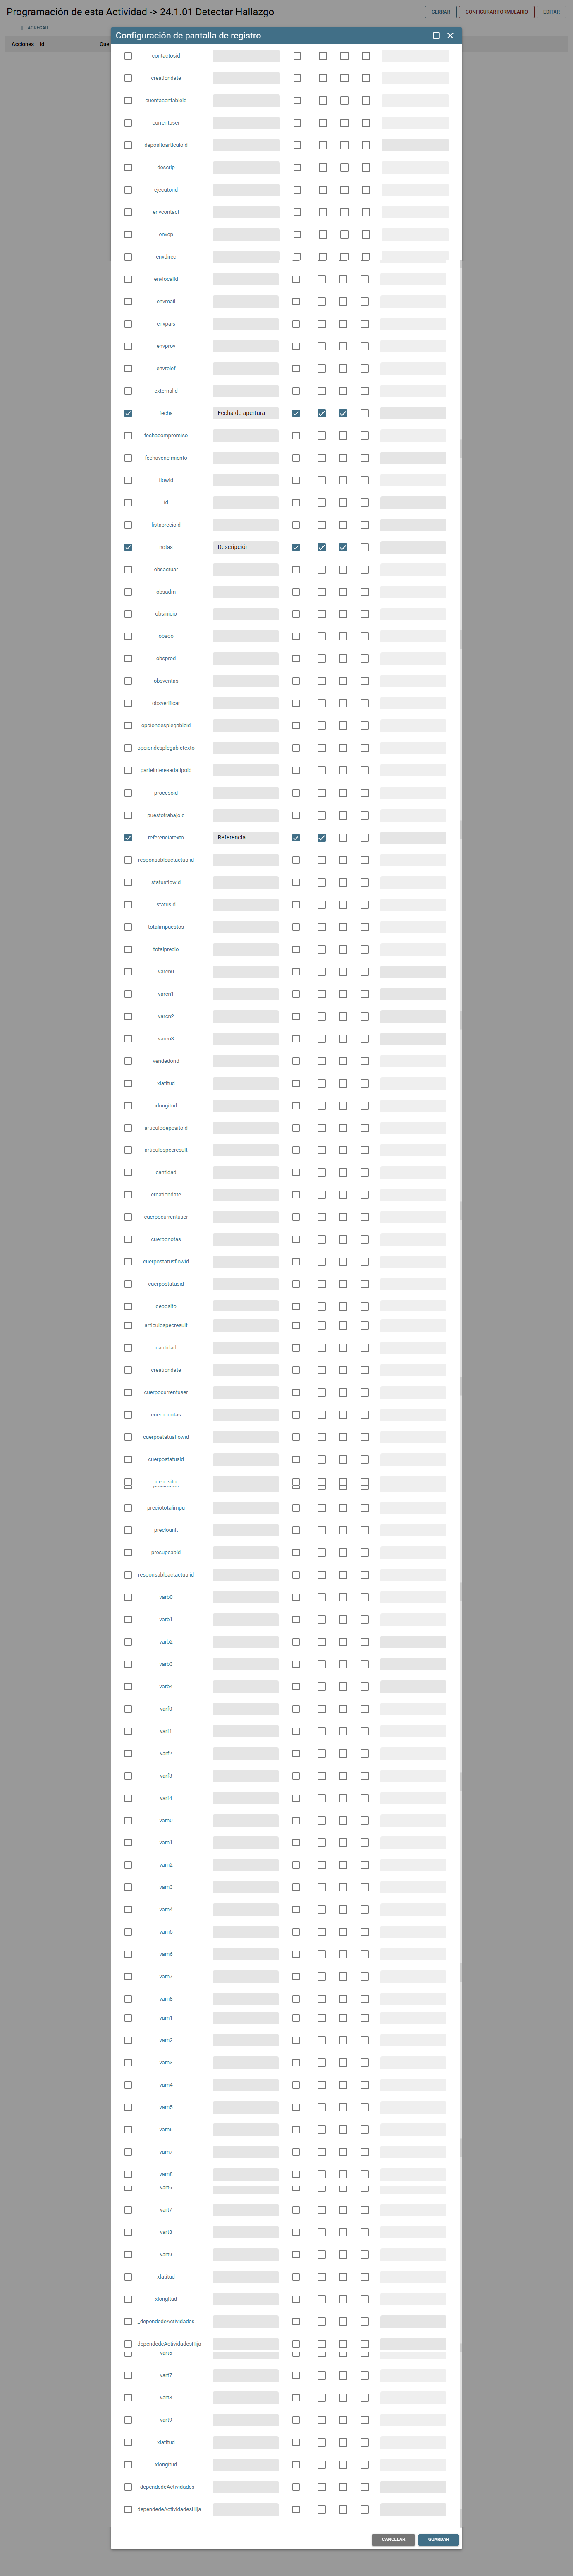 Programación de esta Actividad -> 24.1.01 Detectar Hallazgo
CERRAR CONFIGURAR FORMULARIO EDITAR
+ AGREGAR
Acciones Id Que
Configuración de pantalla de registro
contactosid
creationdate
cuentacontableid
currentuser
depositoarticuloid
descrip
ejecutorid
envcontact
envcp
envdirec
envlocalid
envmail
envpais
envprov
envtelef
externalid
fecha Fecha de apertura
fechacompromiso
fechavencimiento
flowid
id
listaprecioid
notas Descripción
obsactuar
obsadm
obsinicio
obsoo
obsprod
obsventas
obsverificar
opciondesplegableid
opciondesplegabletexto
parteinteresadatipoid
procesoid
puestotrabajoid
referenciatexto Referencia
responsableactactualid
statusflowid
statusid
totalimpuestos
totalprecio
varcn0
varcn1
varcn2
varcn3
vendedorid
xlatitud
xlongitud
articulodepositoid
articulospecresult
cantidad
creationdate
cuerpocurrentuser
cuerponotas
cuerpostatusflowid
cuerpostatusid
deposito
articulospecresult
cantidad
creationdate
cuerpocurrentuser
cuerponotas
cuerpostatusflowid
cuerpostatusid
deposito
preciototalimpu
preciounit
presupcabid
responsableactactualid
varb0
varb1
varb2
varb3
varb4
varf0
varf1
varf2
varf3
varf4
varn0
varn1
varn2
varn3
varn4
varn5
varn6
varn7
varn8
varn1
varn2
varn3
varn4
varn5
varn6
varn7
varn8
vart7
vart8
vart9
xlatitud
xlongitud
_dependedeActividades
_dependedeActividadesHija
vart7
vart8
vart9
xlatitud
xlongitud
_dependedeActividades
_dependedeActividadesHija
CANCELAR GUARDAR